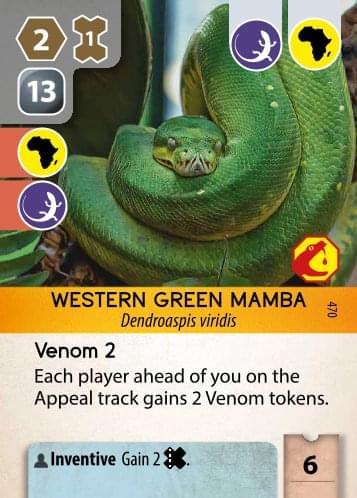 2
1
13
WESTERN GREEN MAMBA
Dendroaspis viridis
470
Venom 2
Each player ahead of you on the
Appeal track gains 2 Venom tokens.
Inventive Gain 2 .
6